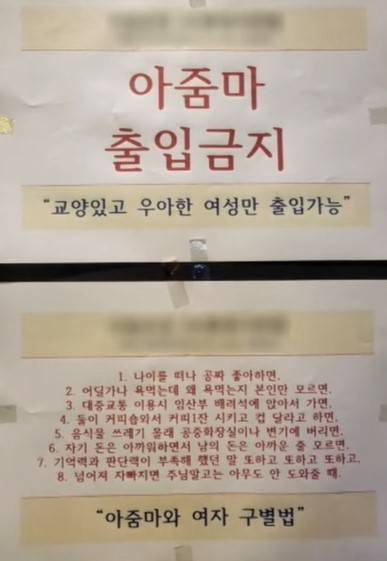 아줌마
출입금지
“교양있고 우아한 여성만 출입가능”
1. 나이를 떠나 공짜 좋아하면,
2. 어딜가나 욕먹는데 왜 욕먹는지 본인만 모르면,
3. 대중교통 이용시 임산부 배려석에 앉아서 가면,
4. 둘이 커피숍와서 커피1잔 시키고 컵 달라고 하면,
5. 음식물 쓰레기 몰래 공중화장실이나 변기에 버리면,
6. 자기 돈은 아까워하면서 남의 돈은 아까운 줄 모르면,
7. 기억력과 판단력이 부족해 했던 말 또하고 또하고 또하고,
8. 넘어져 자빠지면 주님말고는 아무도 안 도와줄 때.
“아줌마와 여자 구별법”